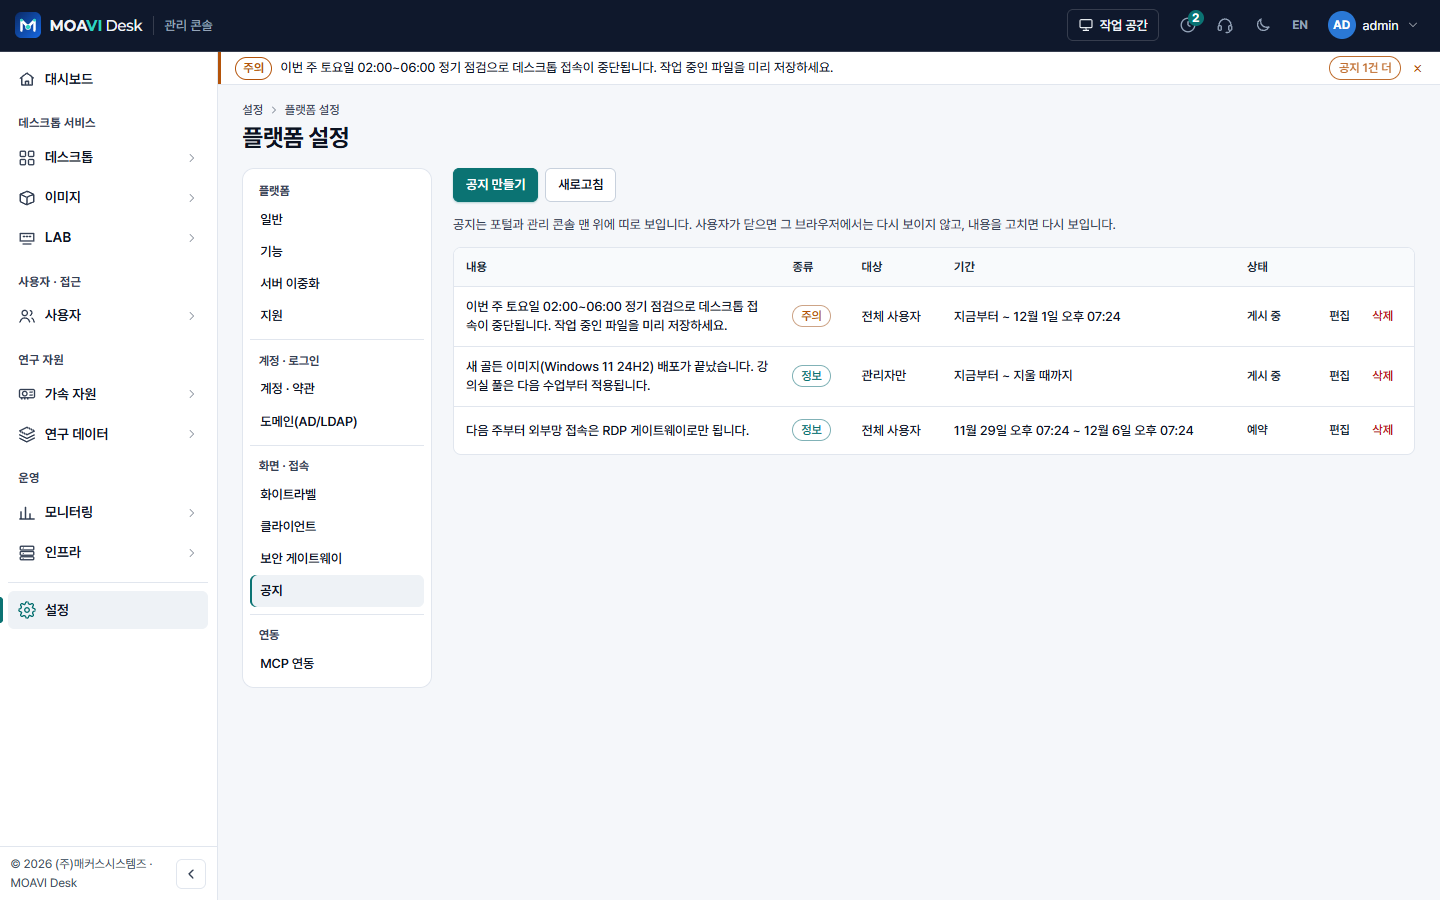 MOAVI Desk 관리 콘솔
작업 공간
2
EN
AD admin
대시보드
데스크톱 서비스
데스크톱
이미지
LAB
사용자 · 접근
사용자
연구 자원
가속 자원
연구 데이터
운영
모니터링
인프라
설정
© 2026 (주)매커스시스템즈 ·
MOAVI Desk
주의 이번 주 토요일 02:00~06:00 정기 점검으로 데스크톱 접속이 중단됩니다. 작업 중인 파일을 미리 저장하세요. 공지 1건 더 ×
설정 > 플랫폼 설정
플랫폼 설정
플랫폼
일반
기능
서버 이중화
지원
계정 · 로그인
계정 · 약관
도메인(AD/LDAP)
화면 · 접속
화이트라벨
클라이언트
보안 게이트웨이
공지
연동
MCP 연동
공지 만들기 새로고침
공지는 포털과 관리 콘솔 맨 위에 띠로 보입니다. 사용자가 닫으면 그 브라우저에서는 다시 보이지 않고, 내용을 고치면 다시 보입니다.
내용 종류 대상 기간 상태
이번 주 토요일 02:00~06:00 정기 점검으로 데스크톱 접
속이 중단됩니다. 작업 중인 파일을 미리 저장하세요.
주의 전체 사용자 지금부터 ~ 12월 1일 오후 07:24 게시 중 편집 삭제
새 골든 이미지(Windows 11 24H2) 배포가 끝났습니다. 강
의실 풀은 다음 수업부터 적용됩니다.
정보 관리자만 지금부터 ~ 지울 때까지 게시 중 편집 삭제
다음 주부터 외부망 접속은 RDP 게이트웨이로만 됩니다. 정보 전체 사용자 11월 29일 오후 07:24 ~ 12월 6일 오후 07:24 예약 편집 삭제